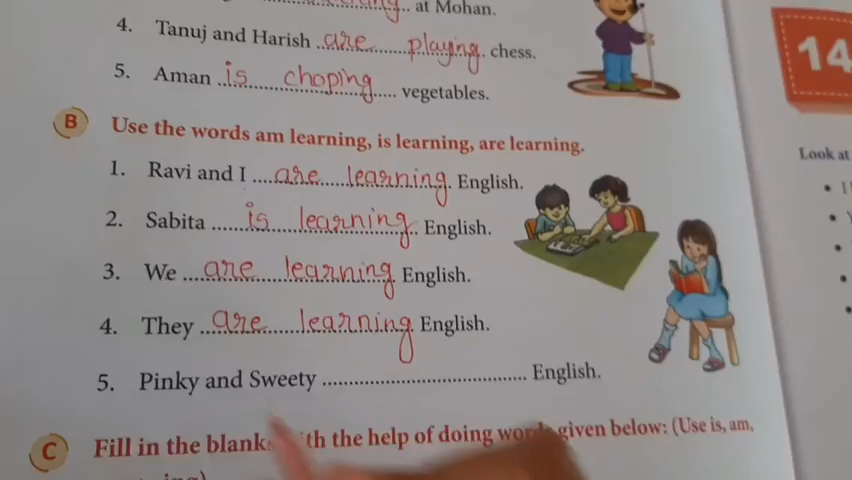 at Mohan.
4. Tanuj and Harish are playing chess.
5. Aman is choping vegetables.
B Use the words am learning, is learning, are learning.
1. Ravi and I are learning English.
2. Sabita is learning English.
3. We are learning English.
4. They are learning English.
5. Pinky and Sweety .......................................... English.
C Fill in the blanks with the help of doing words given below: (Use is, am,
14
Look at